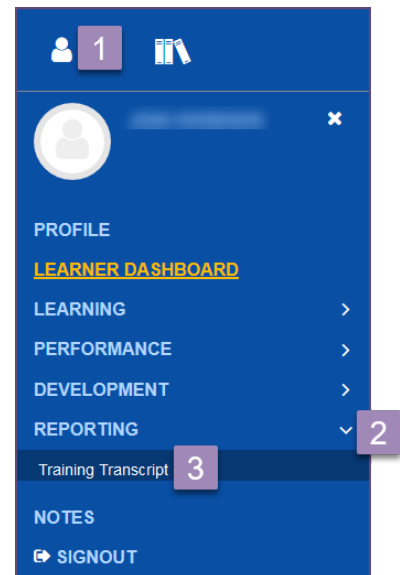 1
PROFILE
LEARNER DASHBOARD
LEARNING
PERFORMANCE
DEVELOPMENT
REPORTING 2
Training Transcript 3
NOTES
SIGNOUT